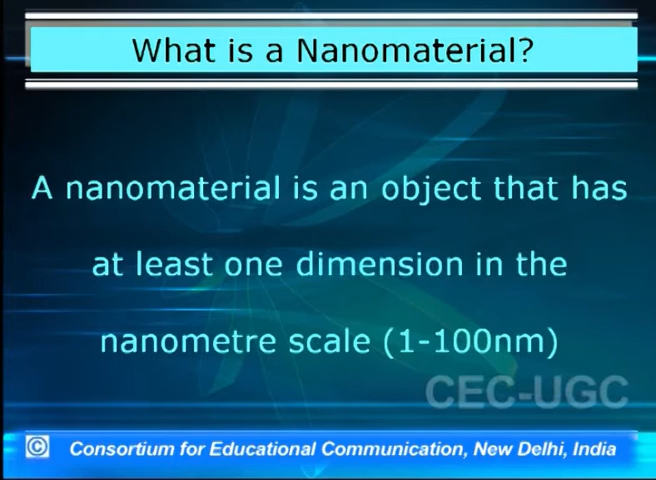 What is a Nanomaterial?
A nanomaterial is an object that has
at least one dimension in the
nanometre scale (1-100nm)
CEC-UGC
© Consortium for Educational Communication, New Delhi, India